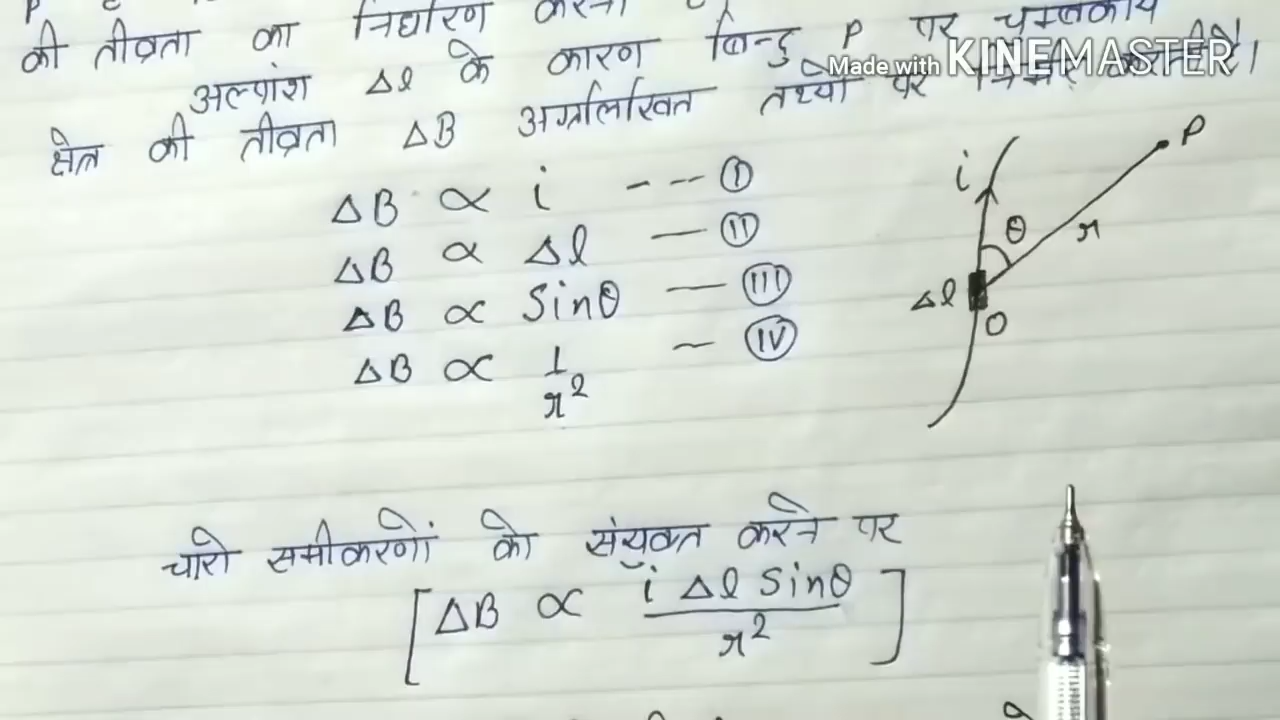 की तीव्रता का निर्धारण करना
अल्पांश Δl के कारण बिन्दु P पर चुम्बकीय
Made with KINEMASTER
क्षेत्र की तीव्रता ΔB अग्रलिखित तथ्यो पर निर्भर
ΔB ∝ i --- (I)
ΔB ∝ Δl — (II)
ΔB ∝ Sinθ — (III)
ΔB ∝ 1/r² — (IV)
P
i
θ
r
Δl
O
चारो समीकरणों को संयुक्त करने पर
[ΔB ∝ i Δl Sinθ / r²]